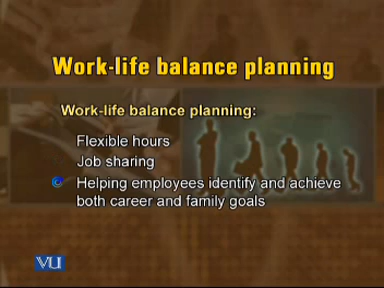 Work-life balance planning
Work-life balance planning:
Flexible hours
Job sharing
Helping employees identify and achieve
both career and family goals
VU